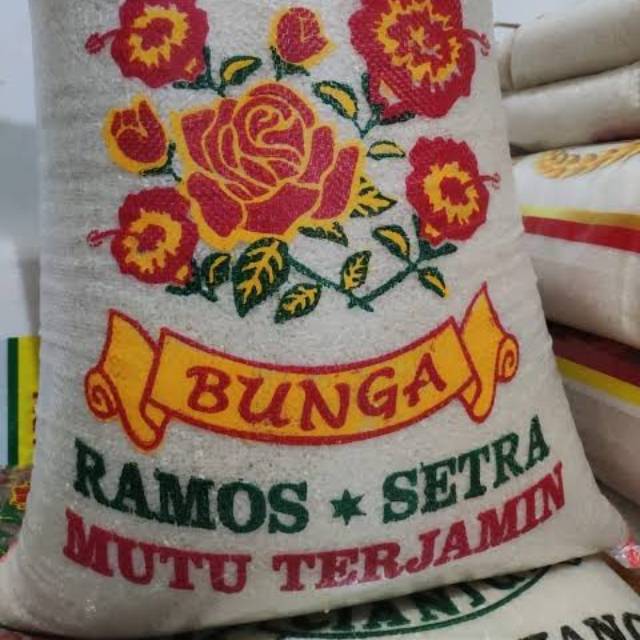 BUNGA
RAMOS ★ SETRA
MUTU TERJAMIN